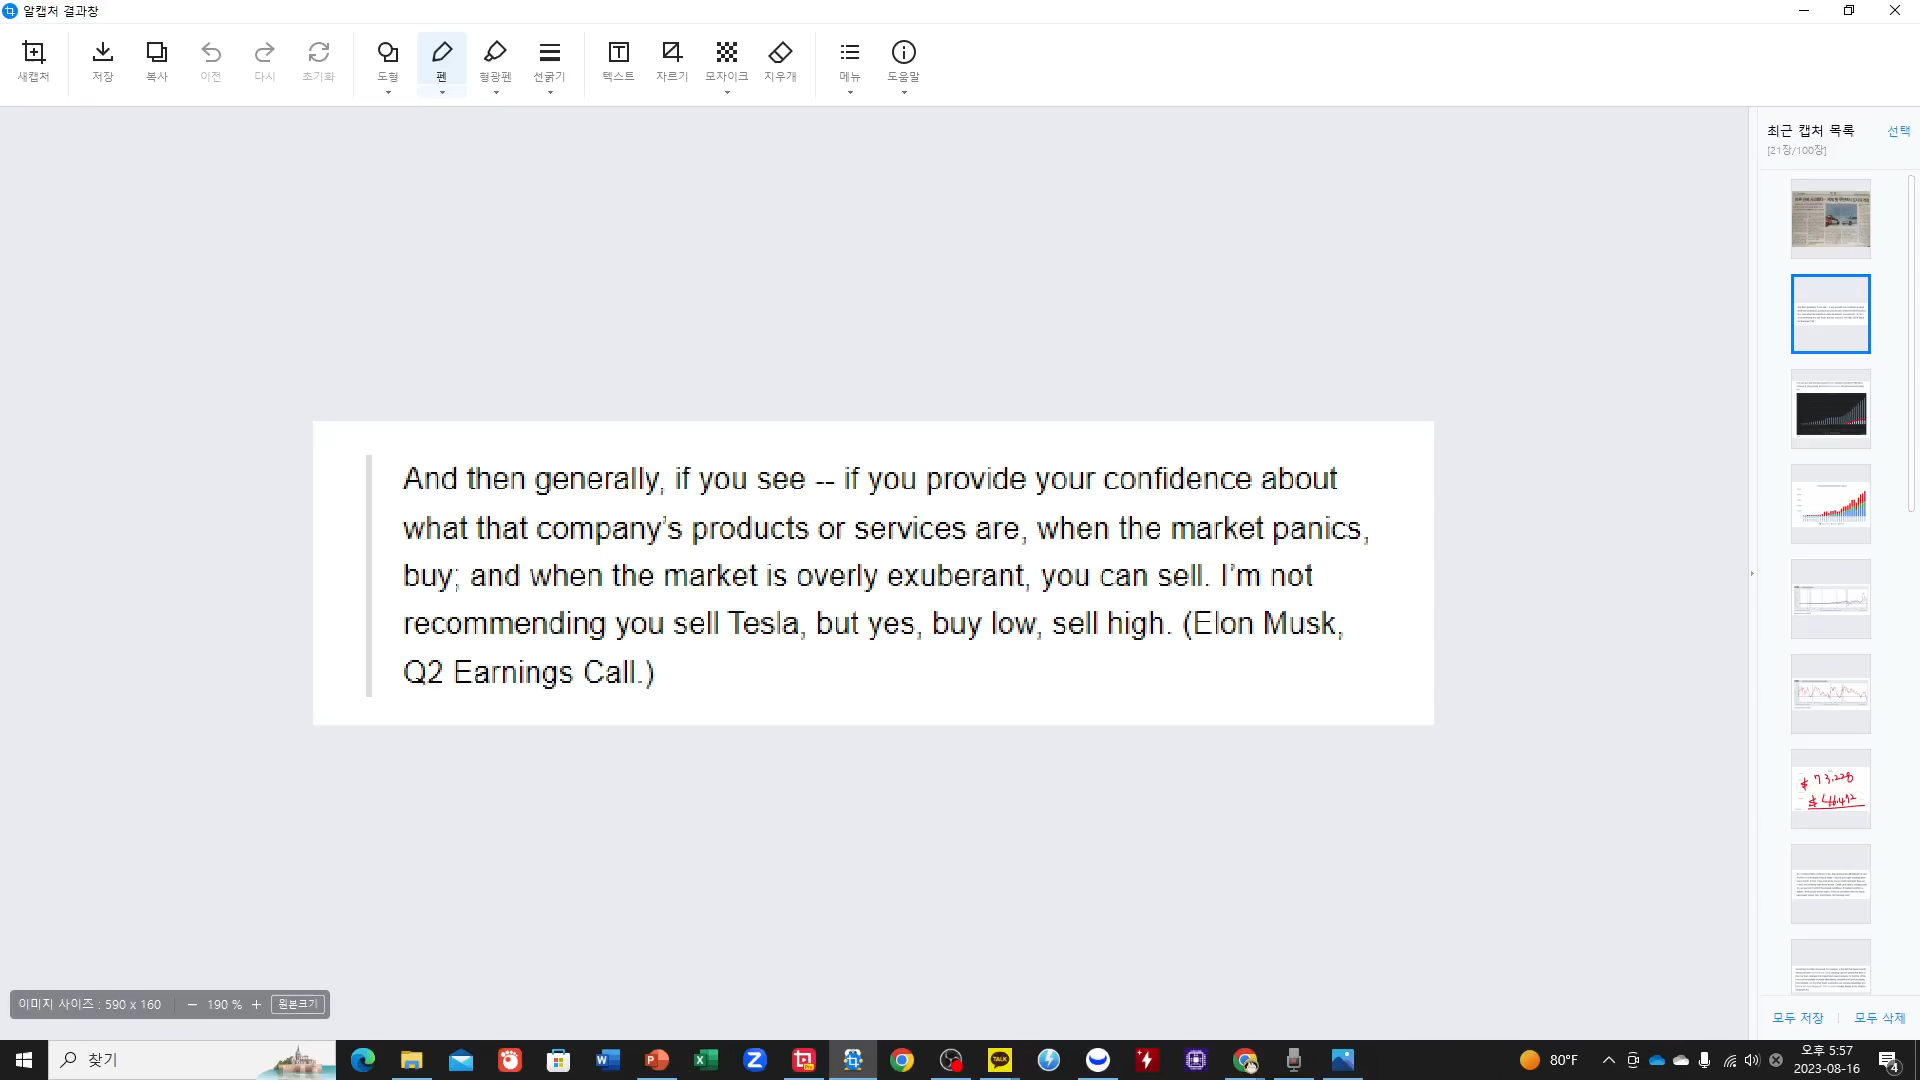 알캡처 결과창
새캡처
저장
복사
이전
다시
초기화
도형
펜
형광펜
선굵기
텍스트
자르기
모자이크
지우개
메뉴
도움말
최근 캡처 목록
선택
[21장/100장]
And then generally, if you see -- if you provide your confidence about
what that company's products or services are, when the market panics,
buy; and when the market is overly exuberant, you can sell. I'm not
recommending you sell Tesla, but yes, buy low, sell high. (Elon Musk,
Q2 Earnings Call.)
$ 73,228
$ 46,492
이미지 사이즈 : 590 x 160
190 %
원본크기
모두 저장
모두 삭제
찾기
TALK
80°F
오후 5:57
2023-08-16
4